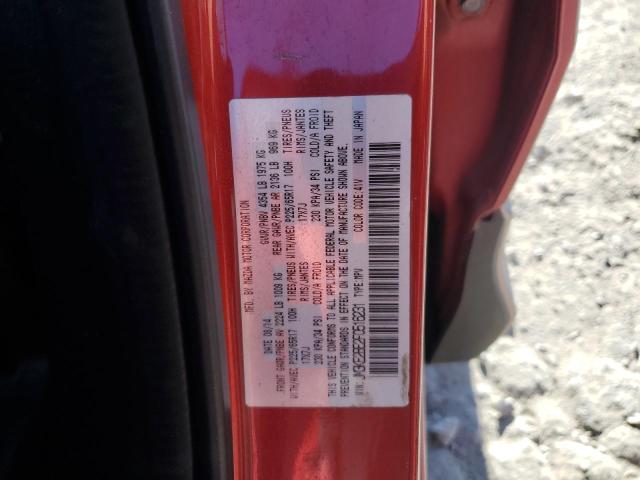 MFD. BY MAZDA MOTOR CORPORATION
DATE: 08/14 GVWR/PNBV 4354 LB 1975 KG
FRONT GAWR/PNBE AV 2224 LB 1009 KG REAR GAWR/PNBE AR 2136 LB 969 KG
WITH/AVEC P225/65R17 100H TIRES/PNEUS WITH/AVEC P225/65R17 100H TIRES/PNEUS
17X7J RIMS/JANTES 17X7J RIMS/JANTES
230 KPA/34 PSI COLD/A FROID 230 KPA/34 PSI COLD/A FROID
THIS VEHICLE CONFORMS TO ALL APPLICABLE FEDERAL MOTOR VEHICLE SAFETY AND THEFT
PREVENTION STANDARDS IN EFFECT ON THE DATE OF MANUFACTURE SHOWN ABOVE.
VIN: TYPE: MPV COLOR CODE: 41V MADE IN JAPAN